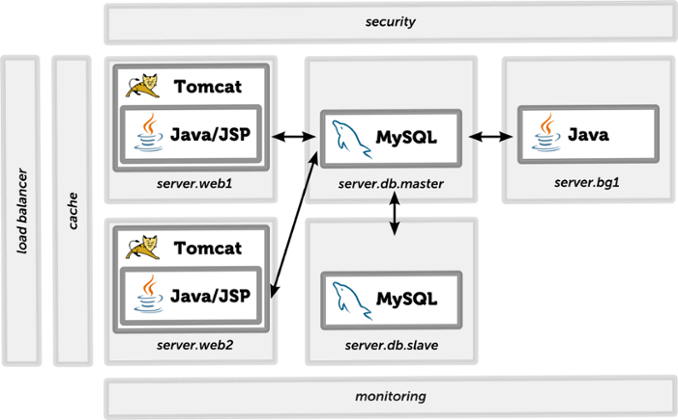 security
load balancer
cache
Tomcat
Java/JSP
server.web1
MySQL
server.db.master
Java
server.bg1
Tomcat
Java/JSP
server.web2
MySQL
server.db.slave
monitoring